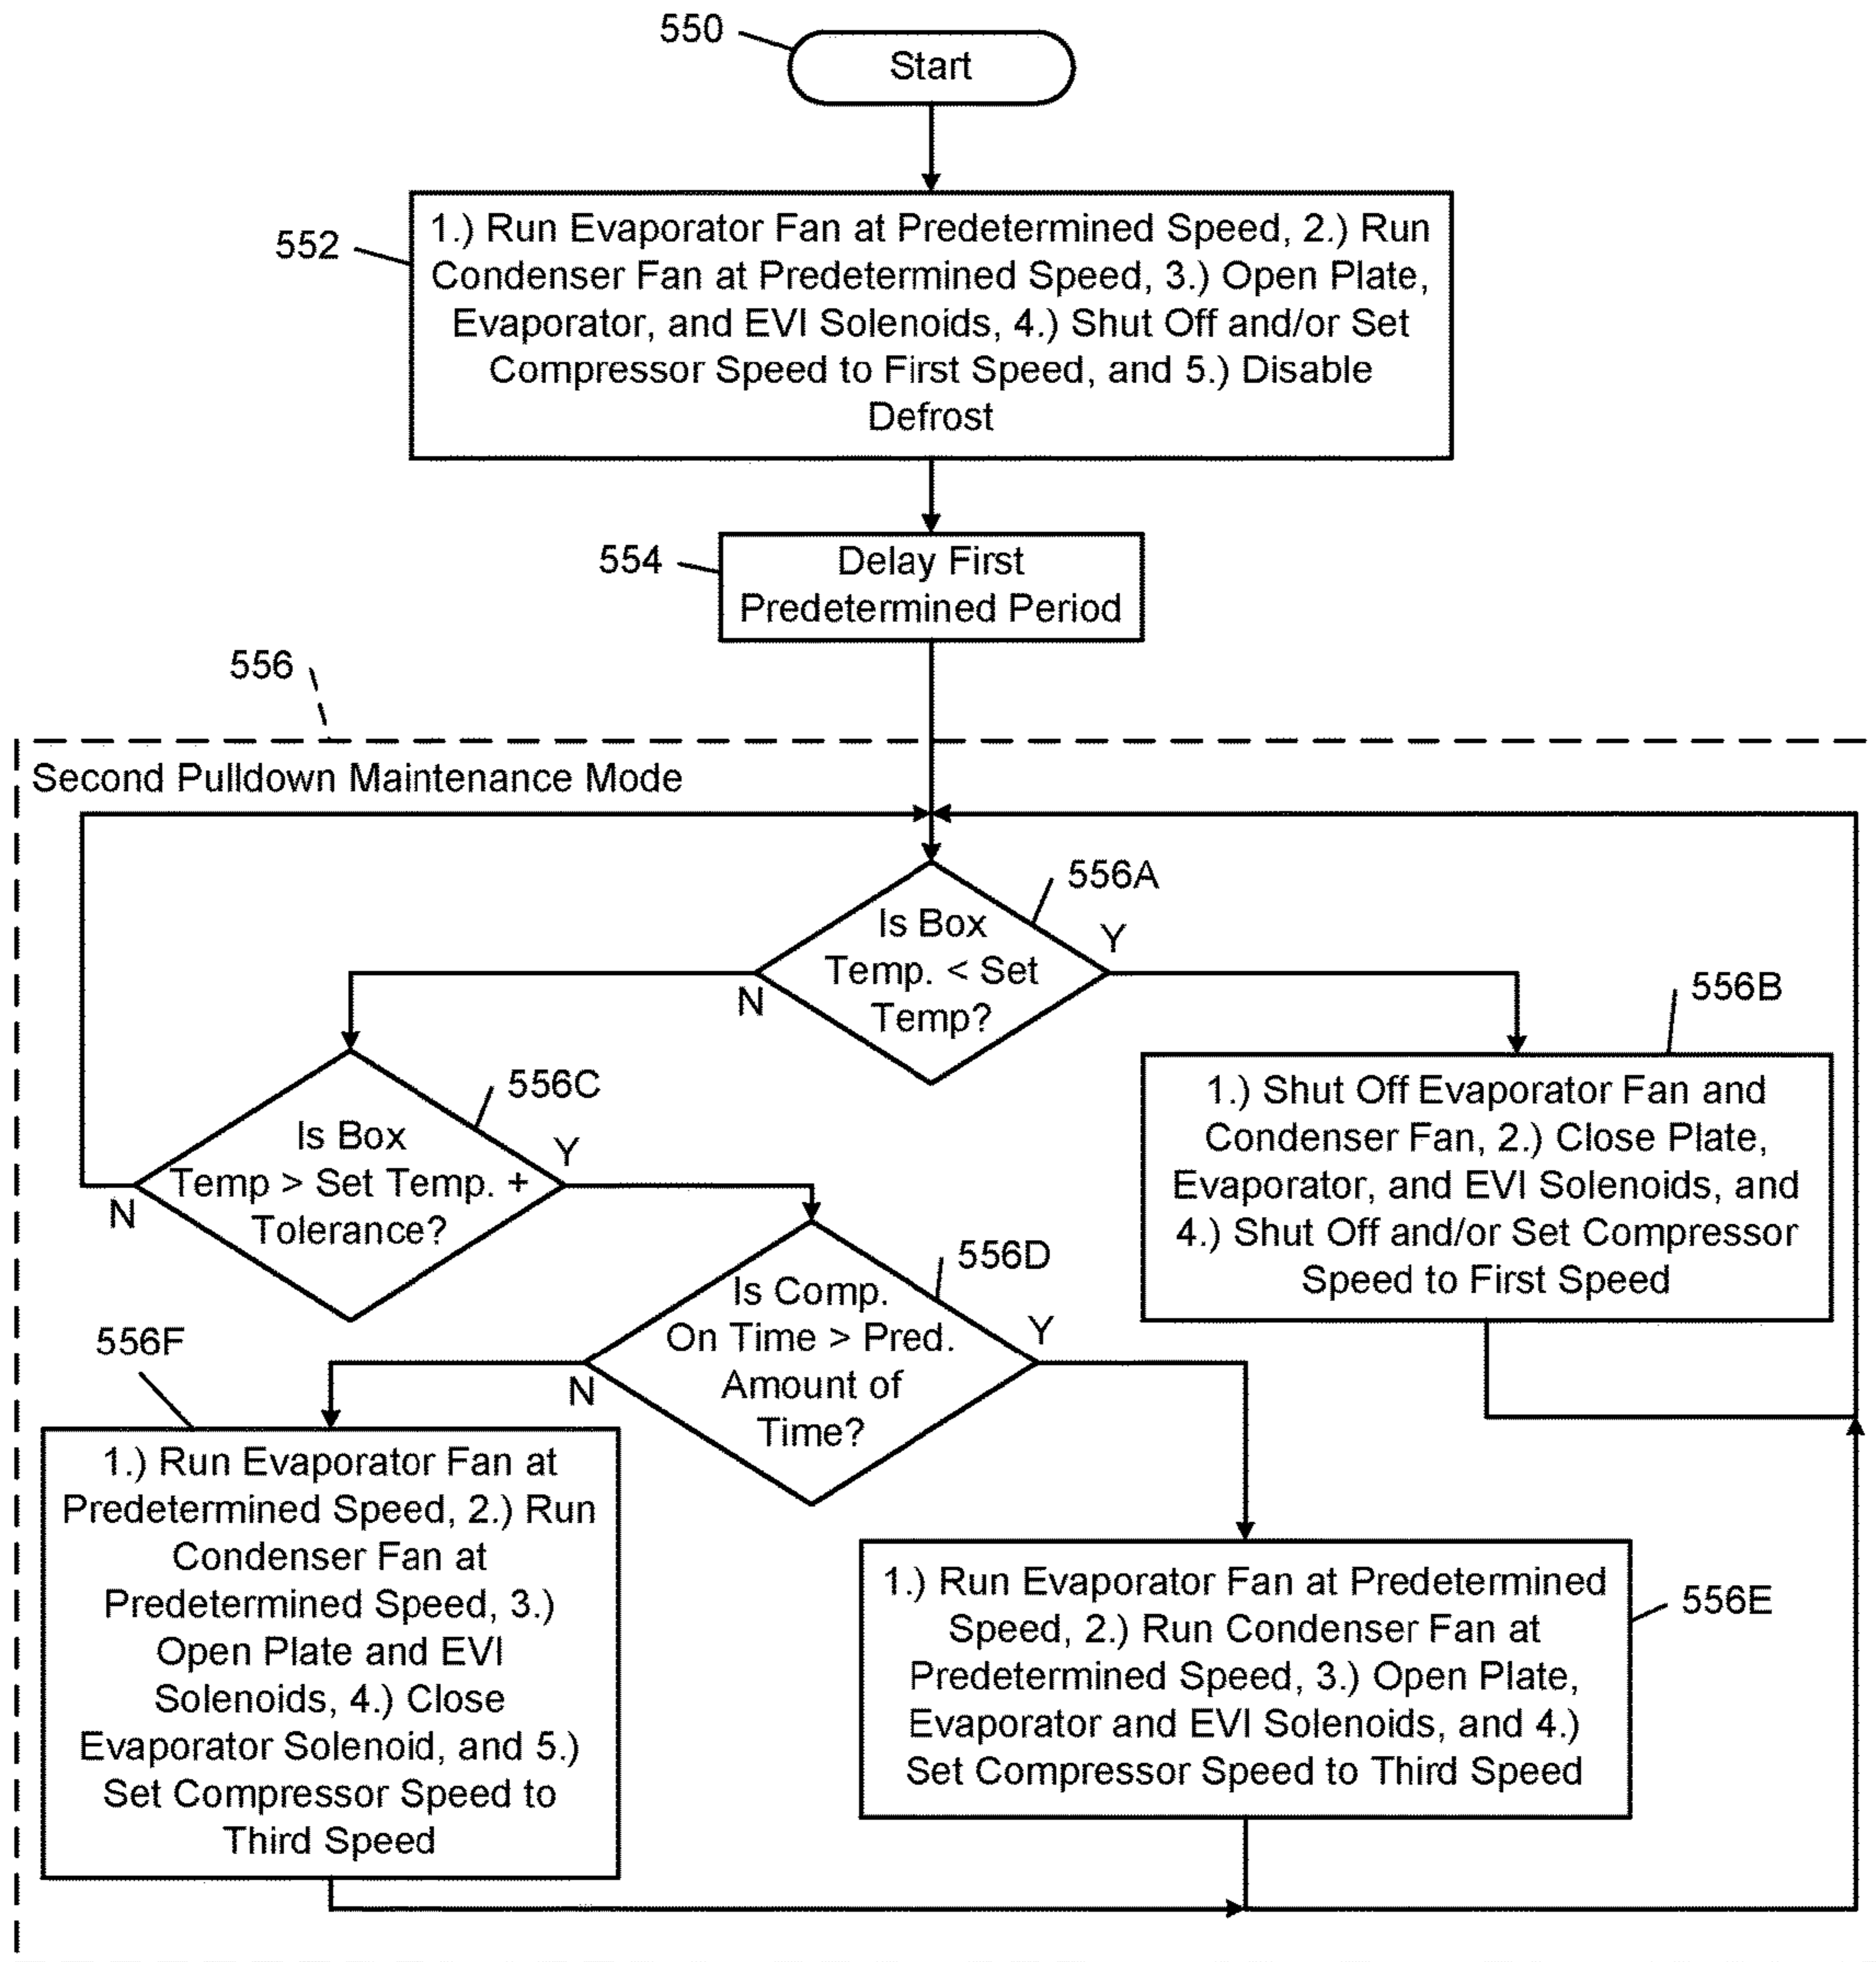 550
Start
552
1.) Run Evaporator Fan at Predetermined Speed, 2.) Run
Condenser Fan at Predetermined Speed, 3.) Open Plate,
Evaporator, and EVI Solenoids, 4.) Shut Off and/or Set
Compressor Speed to First Speed, and 5.) Disable
Defrost
554
Delay First
Predetermined Period
556
Second Pulldown Maintenance Mode
556A
Is Box
Temp. < Set
Temp?
Y
N
556B
1.) Shut Off Evaporator Fan and
Condenser Fan, 2.) Close Plate,
Evaporator, and EVI Solenoids, and
4.) Shut Off and/or Set Compressor
Speed to First Speed
556C
Is Box
Temp > Set Temp. +
Tolerance?
Y
N
556D
Is Comp.
On Time > Pred.
Amount of
Time?
Y
N
556F
1.) Run Evaporator Fan at
Predetermined Speed, 2.) Run
Condenser Fan at
Predetermined Speed, 3.)
Open Plate and EVI
Solenoids, 4.) Close
Evaporator Solenoid, and 5.)
Set Compressor Speed to
Third Speed
556E
1.) Run Evaporator Fan at Predetermined
Speed, 2.) Run Condenser Fan at
Predetermined Speed, 3.) Open Plate,
Evaporator and EVI Solenoids, and 4.)
Set Compressor Speed to Third Speed